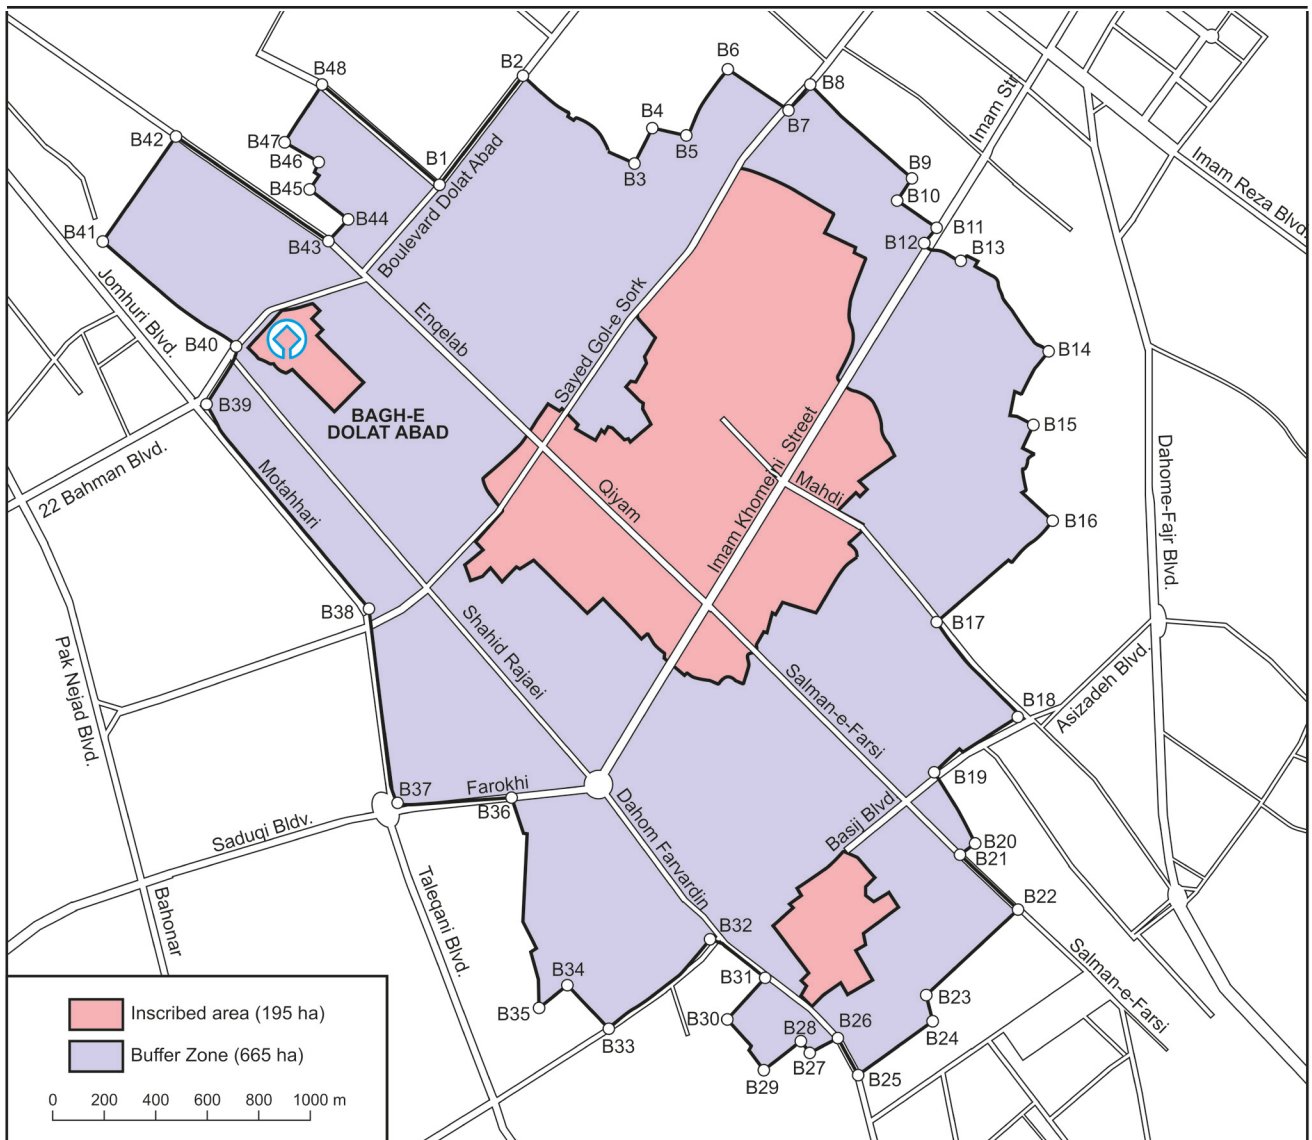 B6
B2
B48
B8
B4
B7
B5
B42
B47
B46
B1
B3
B9
B45
B10
B44
B43
B41
B11
B12
B13
Imam Str.
Imam Reza Blvd.
Boulevard Dolat Abad
Jomhuri Blvd.
Enqelab
Sayed Gol-e Sork
B40
B14
B39
BAGH-E
DOLAT ABAD
B15
22 Bahman Blvd.
Motahhari
Qiyam
Imam Khomeini Street
Mahdi
Dahome-Fajr Blvd.
B16
B38
B17
Pak Nejad Blvd.
Shahid Rajaei
Salman-e-Farsi
Asizadeh Blvd.
B18
B19
B37
Farokhi
B36
Saduqi Bldv.
Dahom Farvardin
Basij Blvd.
B20
B21
B22
Bahonar
Taleqani Blvd.
B32
Salman-e-Farsi
B31
B34
B35
B23
B24
B30
B28
B26
B33
B27
B29
B25
Inscribed area (195 ha)
Buffer Zone (665 ha)
0 200 400 600 800 1000 m